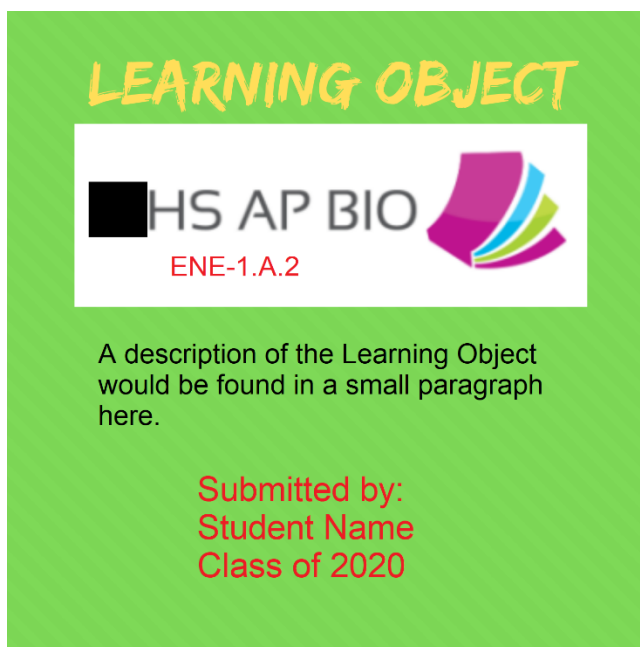 LEARNING OBJECT
HS AP BIO
ENE-1.A.2
A description of the Learning Object
would be found in a small paragraph
here.
Submitted by:
Student Name
Class of 2020